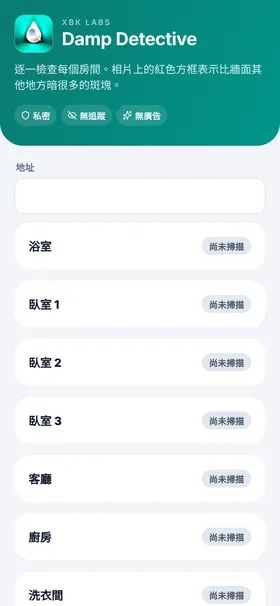 XBK LABS
Damp Detective
逐一檢查每個房間。相片上的紅色方框表示比牆面其
他地方暗很多的斑塊。
私密
無追蹤
無廣告
地址
浴室
尚未掃描
臥室 1
尚未掃描
臥室 2
尚未掃描
臥室 3
尚未掃描
客廳
尚未掃描
廚房
尚未掃描
洗衣間
尚未掃描